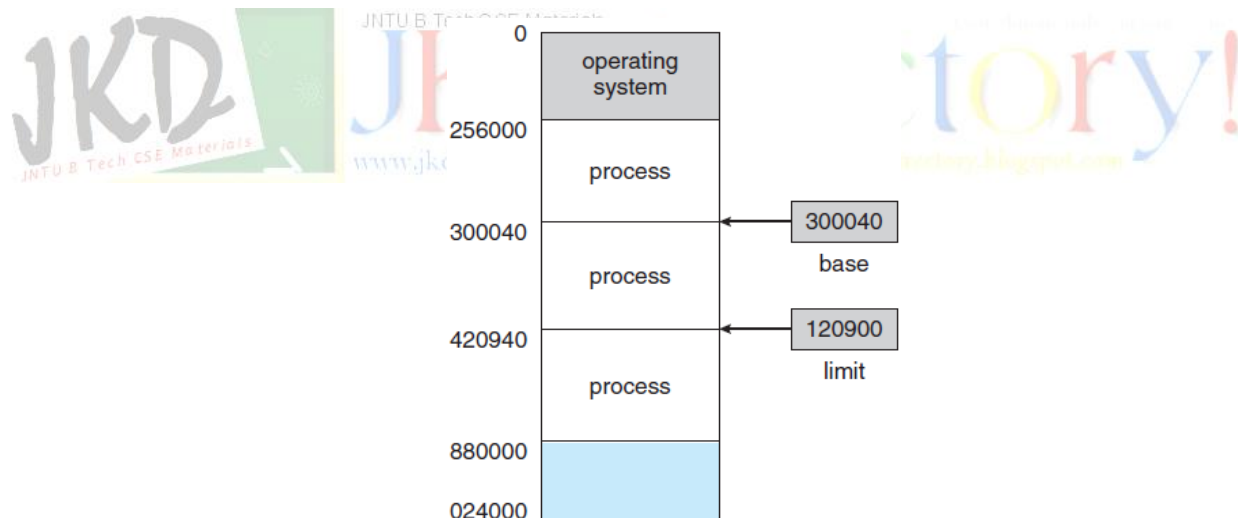 JKD
JNTU B Tech CSE Materials
JNTU B Tech CSE Materials
ctory!
0
operating
system
256000
process
300040
300040
base
process
420940
120900
limit
process
880000
024000